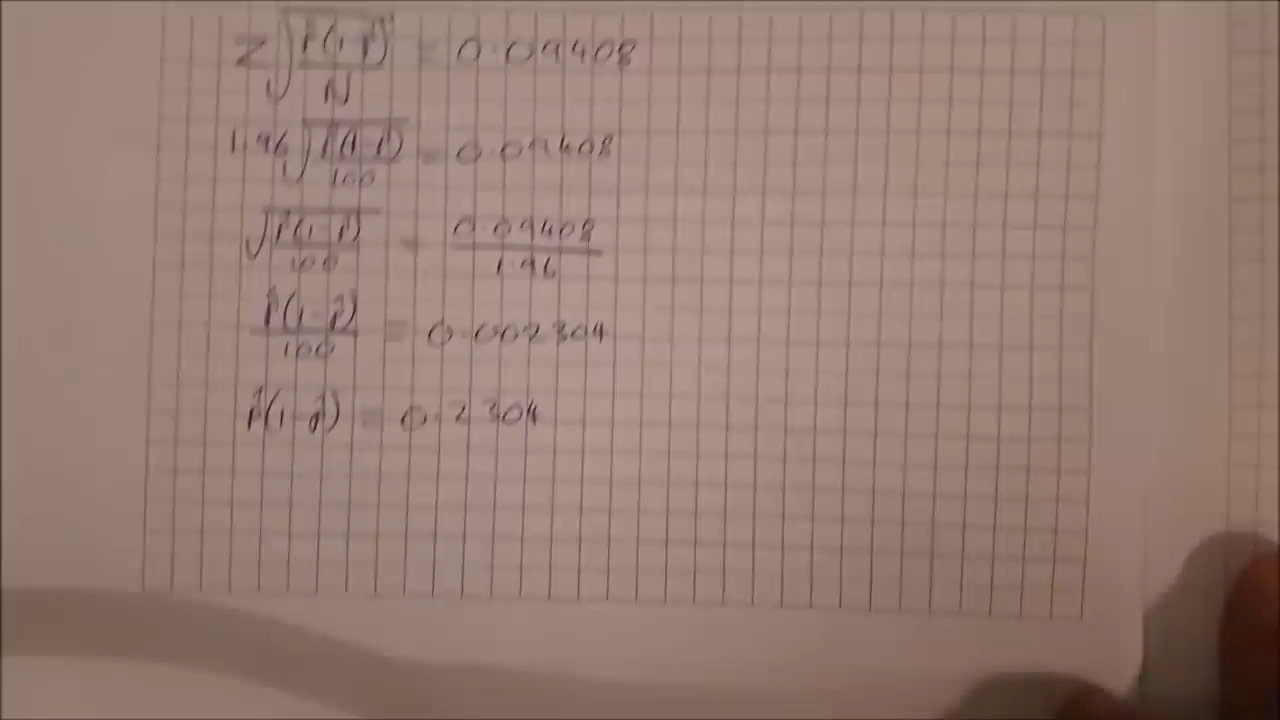 z√(p̂(1-p̂)/N) = 0.09408
1.96√(p̂(1-p̂)/100) = 0.09408
√(p̂(1-p̂)/100) = 0.09408/1.96
p̂(1-p̂)/100 = 0.002304
p̂(1-p̂) = 0.2304